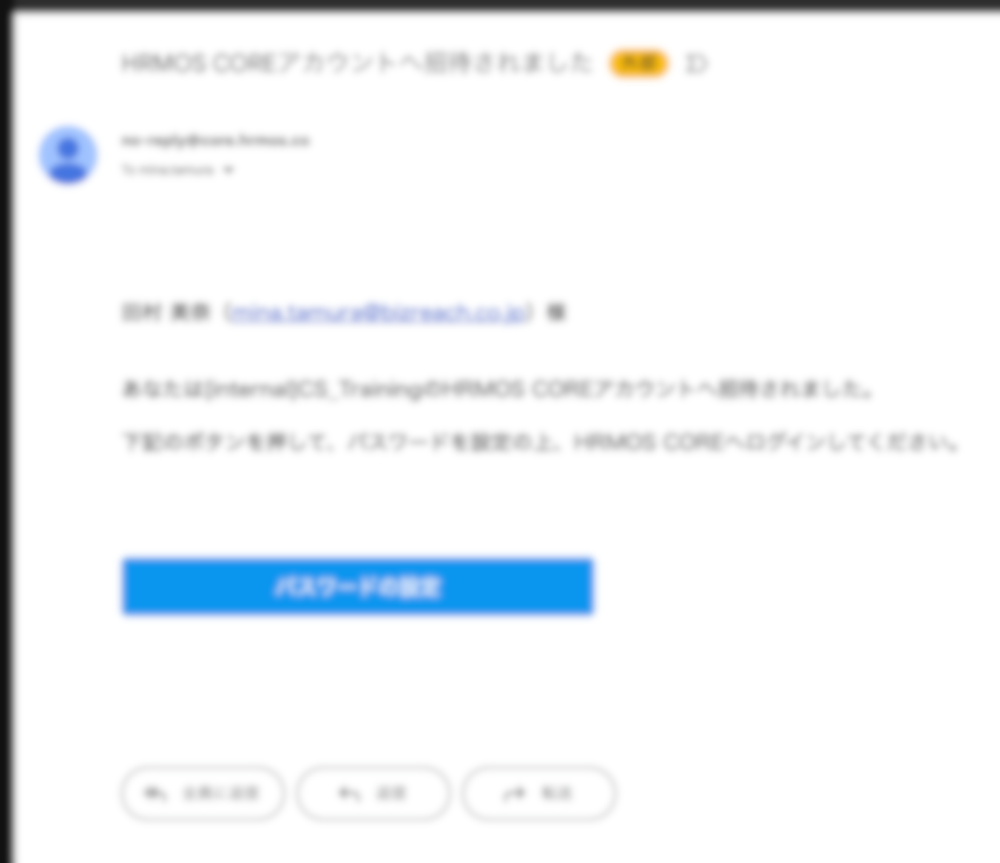 HRMOS COREアカウントへ招待されました 外部
no-reply@core.hrmos.co
To mina.tamura
田村 美奈（mina.tamura@bizreach.co.jp）様
あなたは[internal]CS_TrainingのHRMOS COREアカウントへ招待されました。
下記のボタンを押して、パスワードを設定の上、HRMOS COREへログインしてください。
パスワードの設定
全員に返信 返信 転送